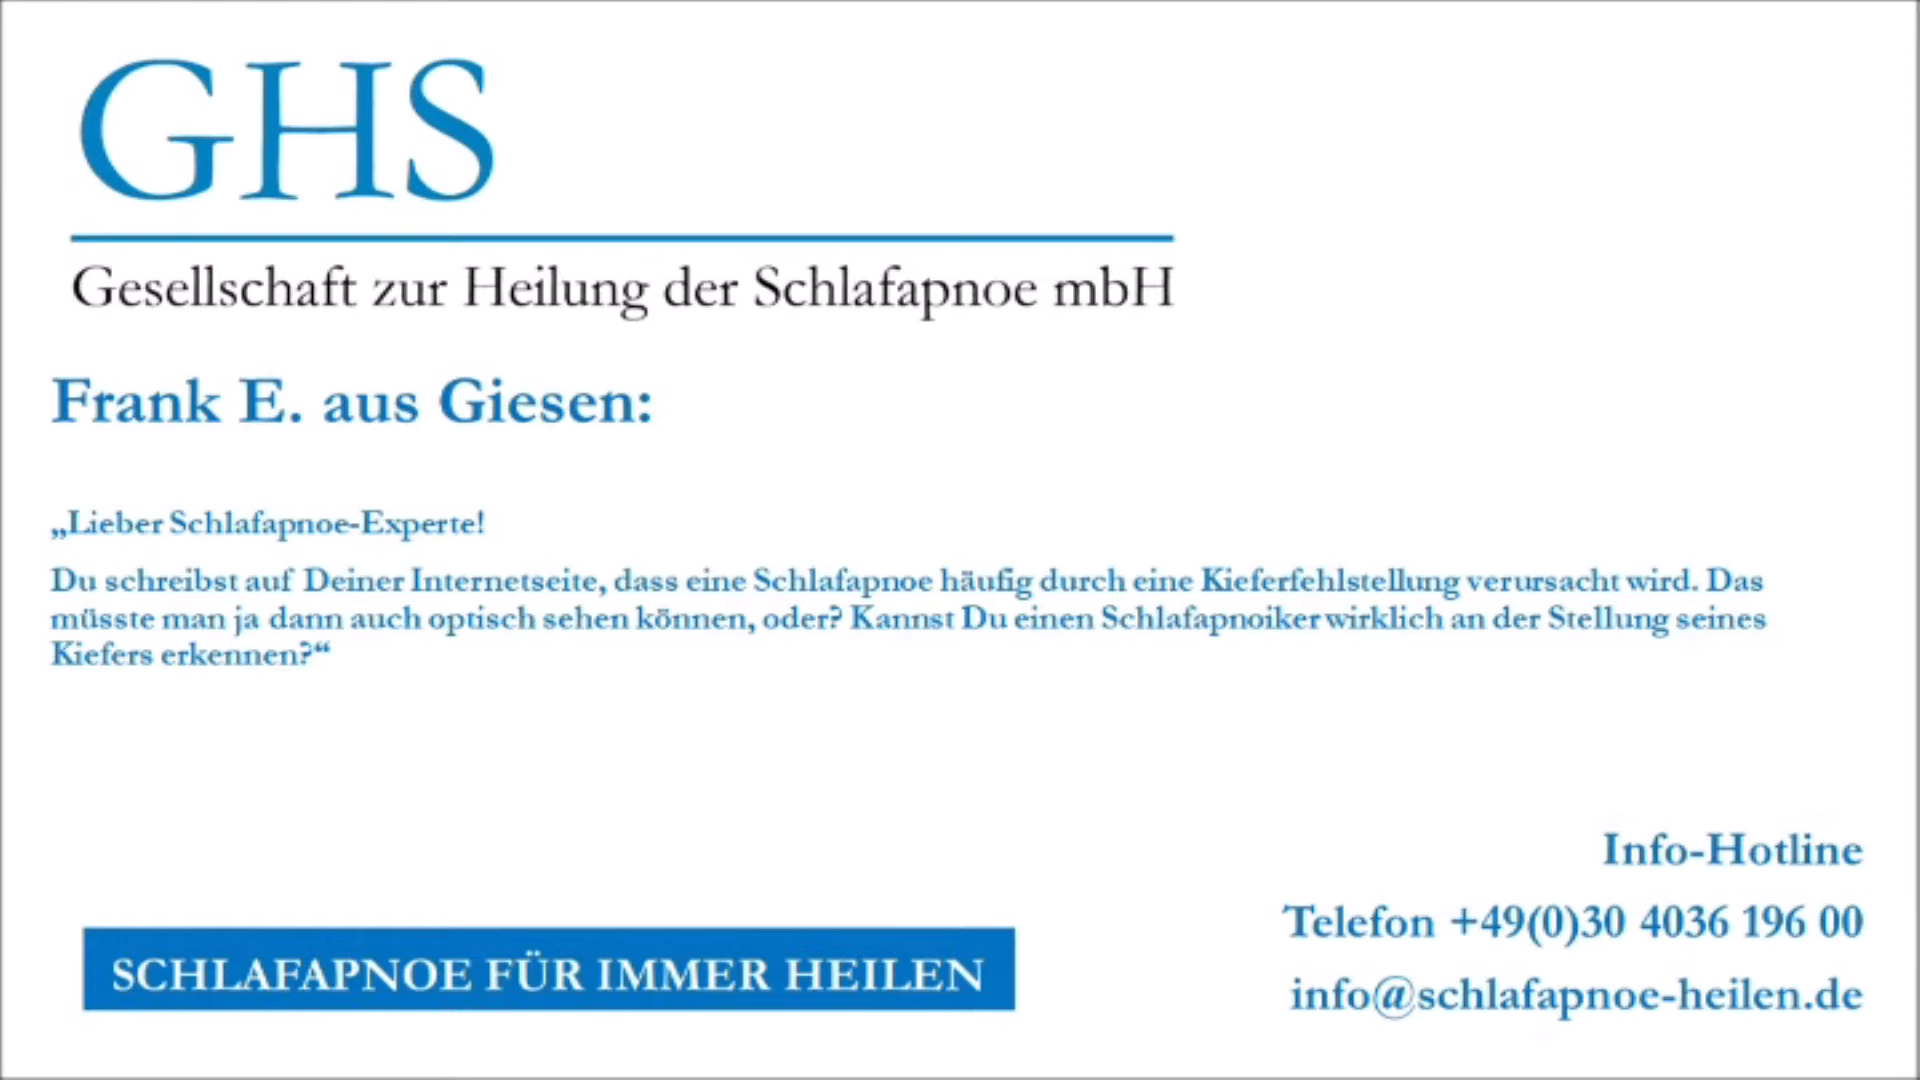 GHS
Gesellschaft zur Heilung der Schlafapnoe mbH
Frank E. aus Giesen:
„Lieber Schlafapnoe-Experte!
Du schreibst auf Deiner Internetseite, dass eine Schlafapnoe häufig durch eine Kieferfehlstellung verursacht wird. Das
müsste man ja dann auch optisch sehen können, oder? Kannst Du einen Schlafapnoiker wirklich an der Stellung seines
Kiefers erkennen?“
Info-Hotline
Telefon +49(0)30 4036 196 00
info@schlafapnoe-heilen.de
SCHLAFAPNOE FÜR IMMER HEILEN